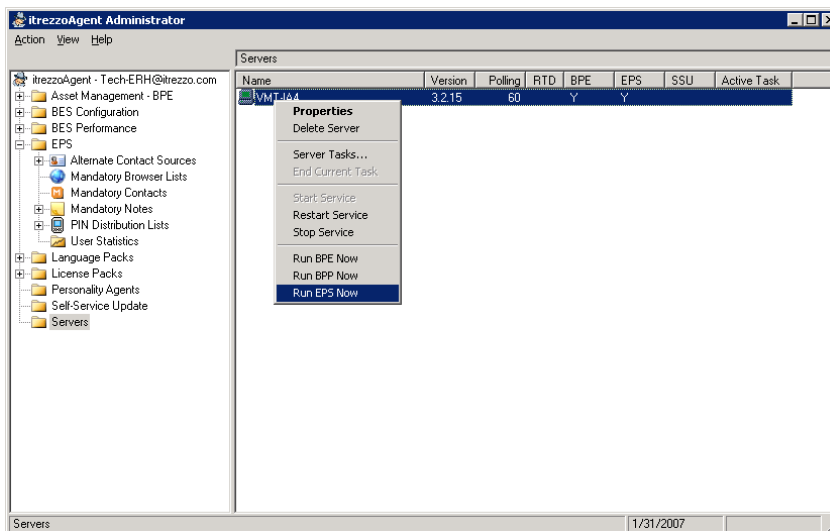 itrezzoAgent Administrator
Action View Help
Servers
itrezzoAgent - Tech-ERH@itrezzo.com
Asset Management - BPE
BES Configuration
BES Performance
EPS
Alternate Contact Sources
Mandatory Browser Lists
Mandatory Contacts
Mandatory Notes
PIN Distribution Lists
User Statistics
Language Packs
License Packs
Personality Agents
Self-Service Update
Servers
Name Version Polling RTD BPE EPS SSU Active Task
VMT-IA4 3.2.15 60 Y Y
Properties
Delete Server
Server Tasks...
End Current Task
Start Service
Restart Service
Stop Service
Run BPE Now
Run BPP Now
Run EPS Now
Servers 1/31/2007